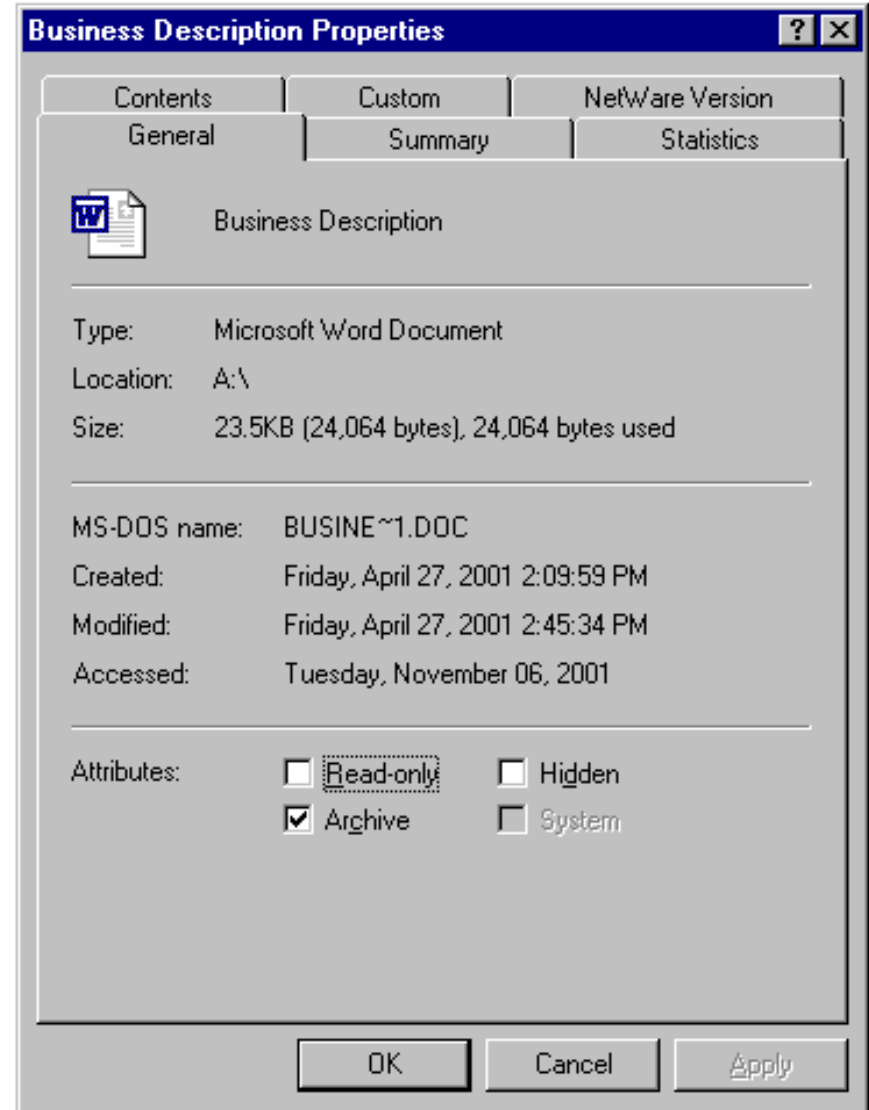 Business Description Properties
Contents Custom NetWare Version
General Summary Statistics
W Business Description
Type: Microsoft Word Document
Location: A:\
Size: 23.5KB (24,064 bytes), 24,064 bytes used
MS-DOS name: BUSINE~1.DOC
Created: Friday, April 27, 2001 2:09:59 PM
Modified: Friday, April 27, 2001 2:45:34 PM
Accessed: Tuesday, November 06, 2001
Attributes: Read-only Hidden
Archive System
OK Cancel Apply